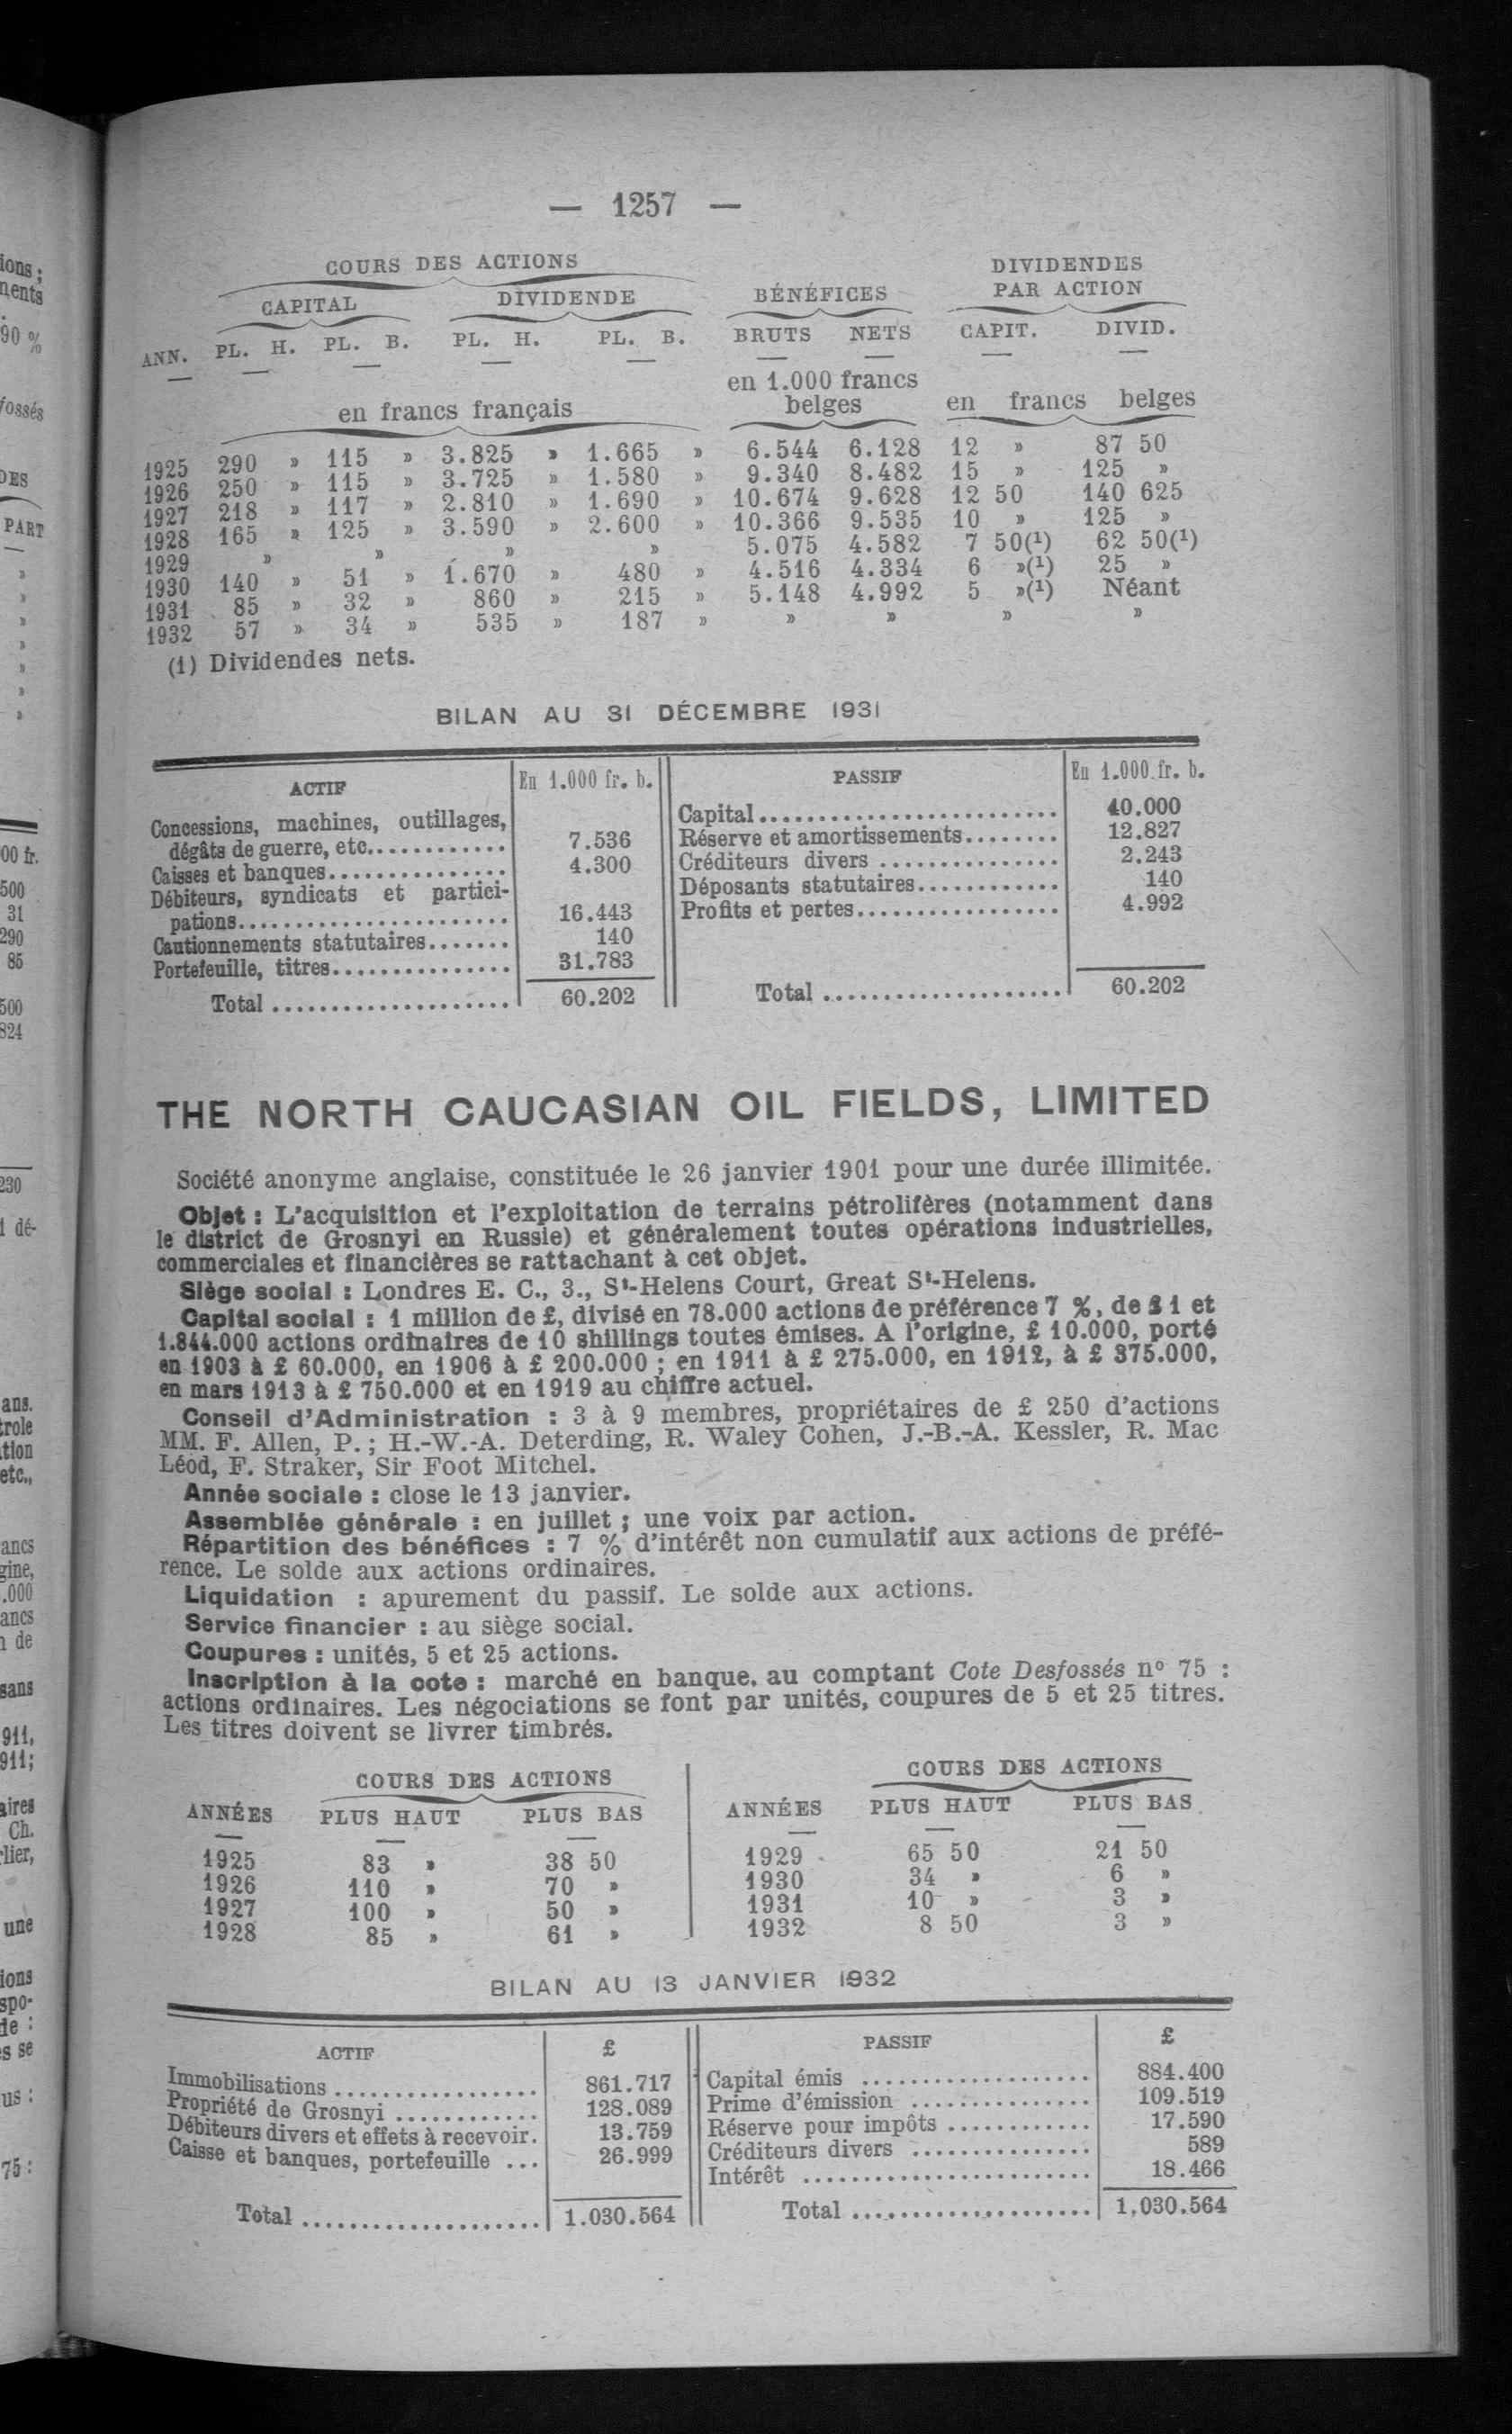 — 1257 —
COURS DES ACTIONS
DIVIDENDES
PAR ACTION
CAPITAL DIVIDENDE BÉNÉFICES
ANN. PL. H. PL. B. PL. H. PL. B. BRUTS NETS CAPIT. DIVID.
en francs français en 1.000 francs belges en francs belges
1925 290 » 115 » 3.825 » 1.665 » 6.544 6.128 12 » 87 50
1926 250 » 115 » 3.725 » 1.580 » 9.340 8.482 15 » 125 »
1927 218 » 117 » 2.810 » 1.690 » 10.674 9.628 12 50 140 625
1928 165 » 125 » 3.590 » 2.600 » 10.366 9.535 10 » 125 »
1929 » » » » 5.075 4.582 7 50(1) 62 50(1)
1930 140 » 51 » 1.670 » 480 » 4.516 4.334 6 »(1) 25 »
1931 85 » 32 » 860 » 215 » 5.148 4.992 5 »(1) Néant
1932 57 » 34 » 535 » 187 » » » » »
(1) Dividendes nets.
BILAN AU 31 DÉCEMBRE 1931
ACTIF En 1.000 fr. b.
Concessions, machines, outillages,
dégâts de guerre, etc............ 7.536
Caisses et banques............... 4.300
Débiteurs, syndicats et partici-
pations....................... 16.443
Cautionnements statutaires....... 140
Portefeuille, titres............... 31.783
Total .................... 60.202
PASSIF En 1.000 fr. b.
Capital......................... 40.000
Réserve et amortissements........ 12.827
Créditeurs divers ............... 2.243
Déposants statutaires............ 140
Profits et pertes................. 4.992
Total .................... 60.202
THE NORTH CAUCASIAN OIL FIELDS, LIMITED
Société anonyme anglaise, constituée le 26 janvier 1901 pour une durée illimitée.
Objet : L'acquisition et l'exploitation de terrains pétrolifères (notamment dans
le district de Grosnyi en Russie) et généralement toutes opérations industrielles,
commerciales et financières se rattachant à cet objet.
Siège social : Londres E. C., 3., St-Helens Court, Great St-Helens.
Capital social : 1 million de £, divisé en 78.000 actions de préférence 7 %, de £ 1 et
1.844.000 actions ordinaires de 10 shillings toutes émises. A l'origine, £ 10.000, porté
en 1903 à £ 60.000, en 1906 à £ 200.000 ; en 1911 à £ 275.000, en 1912, à £ 375.000,
en mars 1913 à £ 750.000 et en 1919 au chiffre actuel.
Conseil d'Administration : 3 à 9 membres, propriétaires de £ 250 d'actions
MM. F. Allen, P. ; H.-W.-A. Deterding, R. Waley Cohen, J.-B.-A. Kessler, R. Mac
Léod, F. Straker, Sir Foot Mitchel.
Année sociale : close le 13 janvier.
Assemblée générale : en juillet ; une voix par action.
Répartition des bénéfices : 7 % d'intérêt non cumulatif aux actions de préfé-
rence. Le solde aux actions ordinaires.
Liquidation : apurement du passif. Le solde aux actions.
Service financier : au siège social.
Coupures : unités, 5 et 25 actions.
Inscription à la cote : marché en banque, au comptant Cote Desfossés n° 75 :
actions ordinaires. Les négociations se font par unités, coupures de 5 et 25 titres.
Les titres doivent se livrer timbrés.
COURS DES ACTIONS
ANNÉES PLUS HAUT PLUS BAS
1925 83 » 38 50
1926 110 » 70 »
1927 100 » 50 »
1928 85 » 61 »
COURS DES ACTIONS
ANNÉES PLUS HAUT PLUS BAS
1929 65 50 21 50
1930 34 » 6 »
1931 10 » 3 »
1932 8 50 3 »
BILAN AU 13 JANVIER 1932
ACTIF £
Immobilisations ................. 861.717
Propriété de Grosnyi ............ 128.089
Débiteurs divers et effets à recevoir. 13.759
Caisse et banques, portefeuille ... 26.999
Total .................... 1.030.564
PASSIF £
Capital émis ................... 884.400
Prime d'émission ............... 109.519
Réserve pour impôts ............ 17.590
Créditeurs divers ............... 589
Intérêt ........................ 18.466
Total .................... 1.030.564